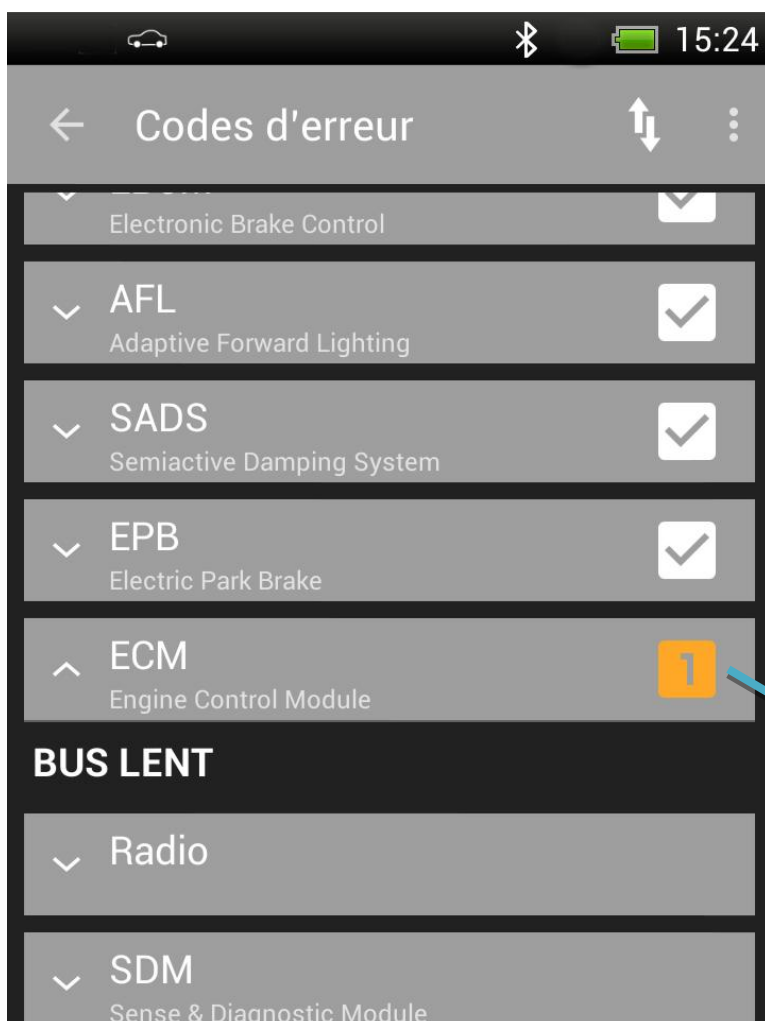 15:24
Codes d'erreur
Electronic Brake Control
AFL
Adaptive Forward Lighting
SADS
Semiactive Damping System
EPB
Electric Park Brake
ECM
1
Engine Control Module
BUS LENT
Radio
SDM
Sense & Diagnostic Module